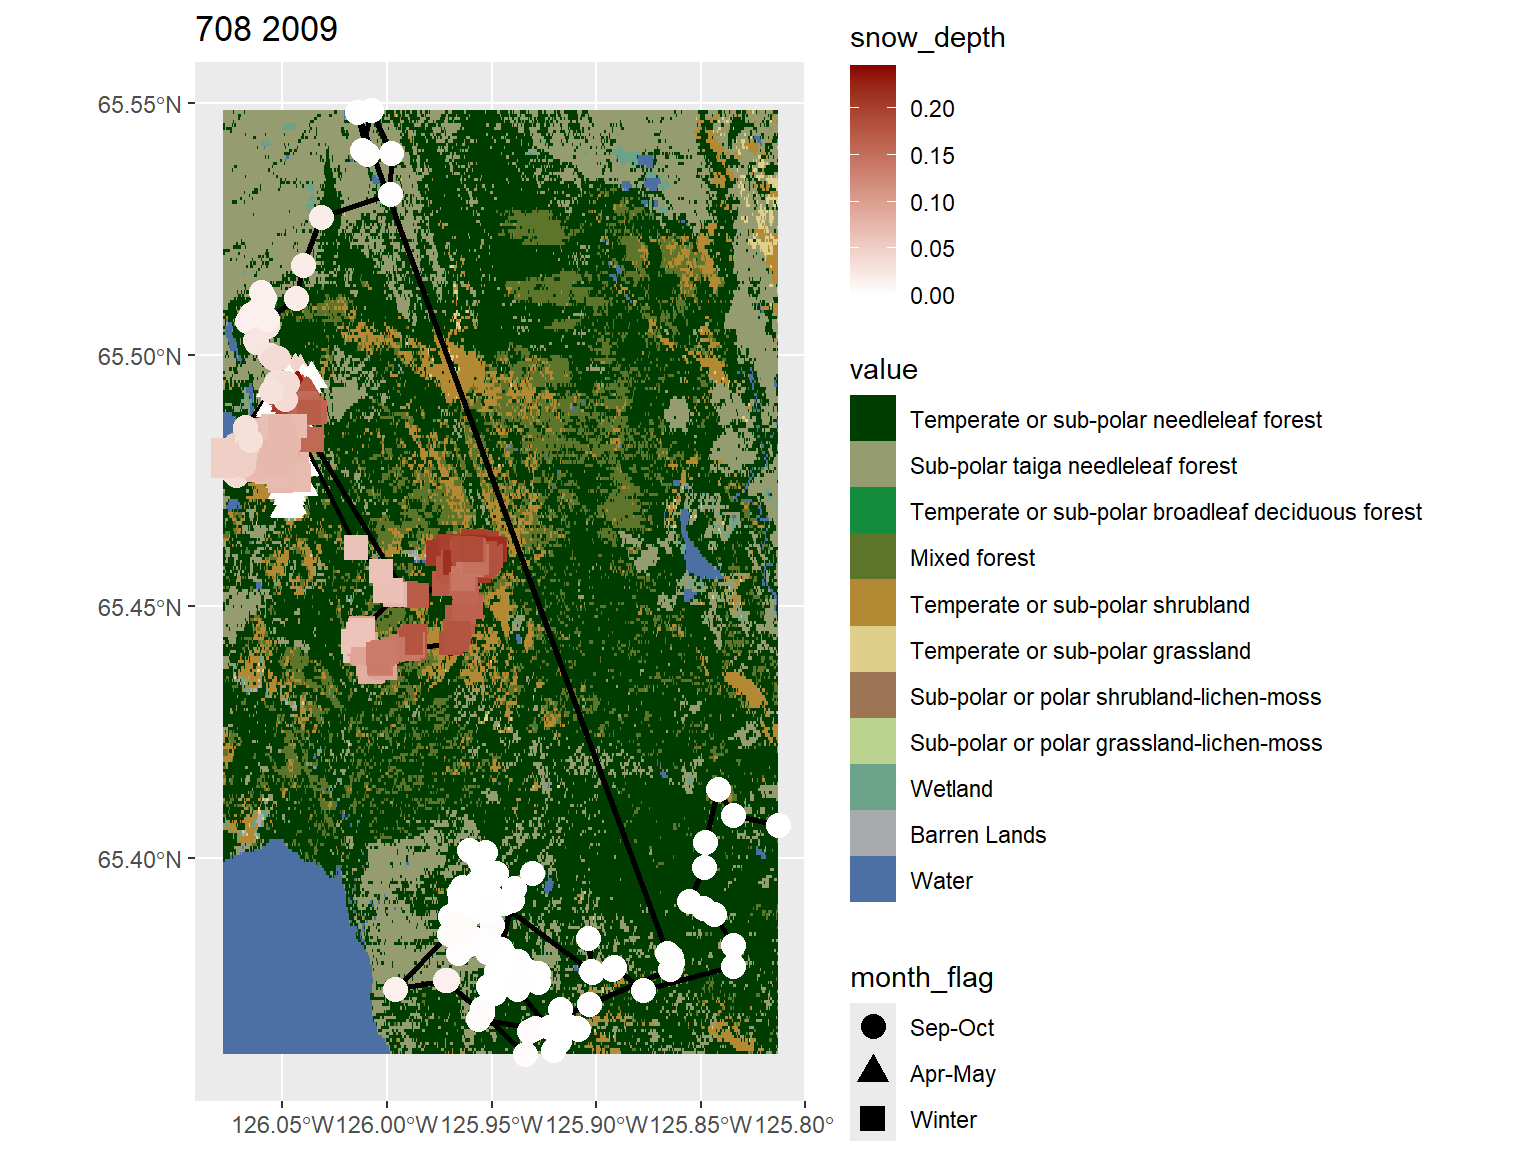 708 2009
65.55°N
65.50°N
65.45°N
65.40°N
126.05°W 126.00°W 125.95°W 125.90°W 125.85°W 125.80°
snow_depth
0.20
0.15
0.10
0.05
0.00
value
Temperate or sub-polar needleleaf forest
Sub-polar taiga needleleaf forest
Temperate or sub-polar broadleaf deciduous forest
Mixed forest
Temperate or sub-polar shrubland
Temperate or sub-polar grassland
Sub-polar or polar shrubland-lichen-moss
Sub-polar or polar grassland-lichen-moss
Wetland
Barren Lands
Water
month_flag
Sep-Oct
Apr-May
Winter